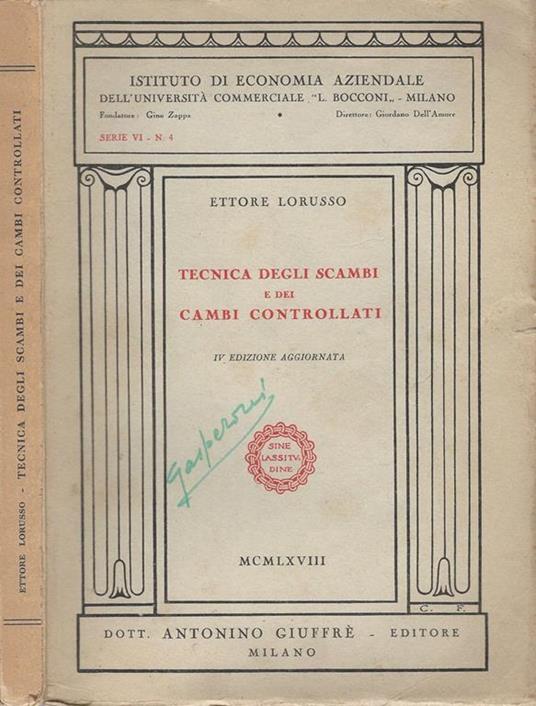 ETTORE LORUSSO - TECNICA DEGLI SCAMBI E DEI CAMBI CONTROLLATI
ISTITUTO DI ECONOMIA AZIENDALE
DELL'UNIVERSITÀ COMMERCIALE "L. BOCCONI„ - MILANO
Fondatore: Gino Zappa • Direttore: Giordano Dell'Amore
SERIE VI - N. 4
ETTORE LORUSSO
TECNICA DEGLI SCAMBI
E DEI
CAMBI CONTROLLATI
IV EDIZIONE AGGIORNATA
Gasperoni
SINE
LASSITV
DINE
MCMLXVIII
C. F.
DOTT. ANTONINO GIUFFRÈ - EDITORE
MILANO